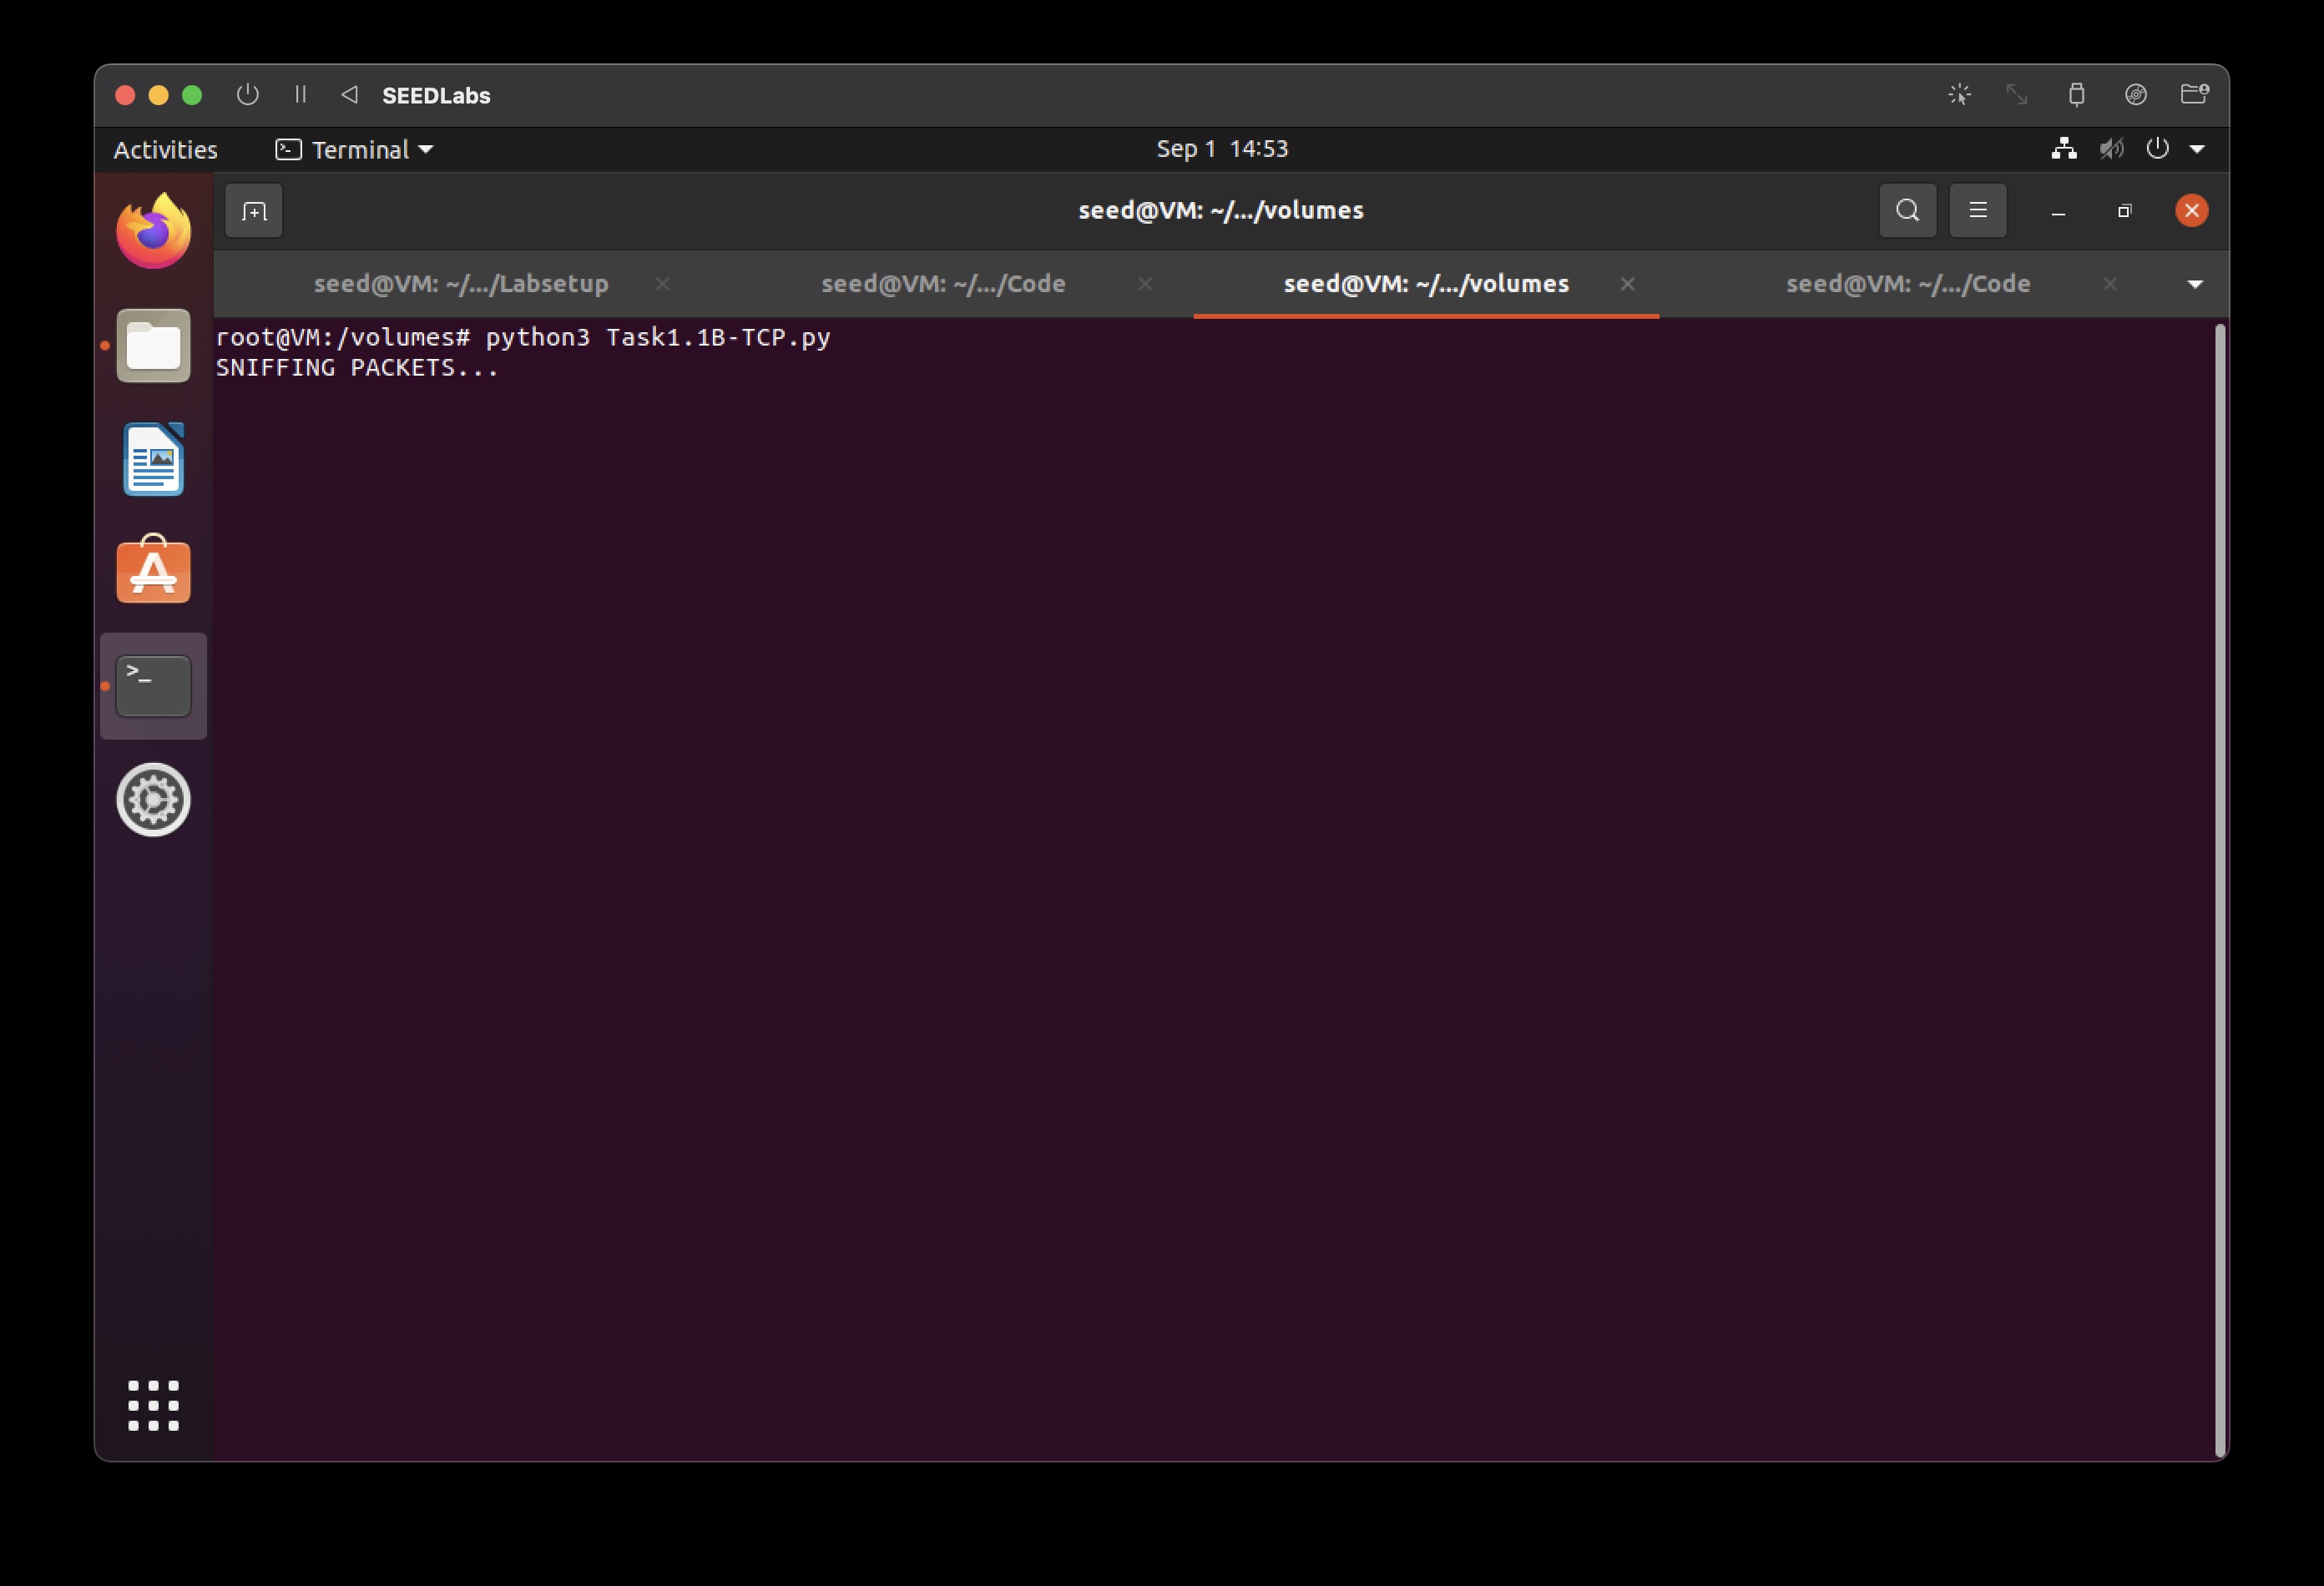 SEEDLabs
Activities
Terminal
Sep 1 14:53
seed@VM: ~/.../volumes
seed@VM: ~/.../Labsetup
seed@VM: ~/.../Code
seed@VM: ~/.../volumes
seed@VM: ~/.../Code
root@VM:/volumes# python3 Task1.1B-TCP.py
SNIFFING PACKETS...